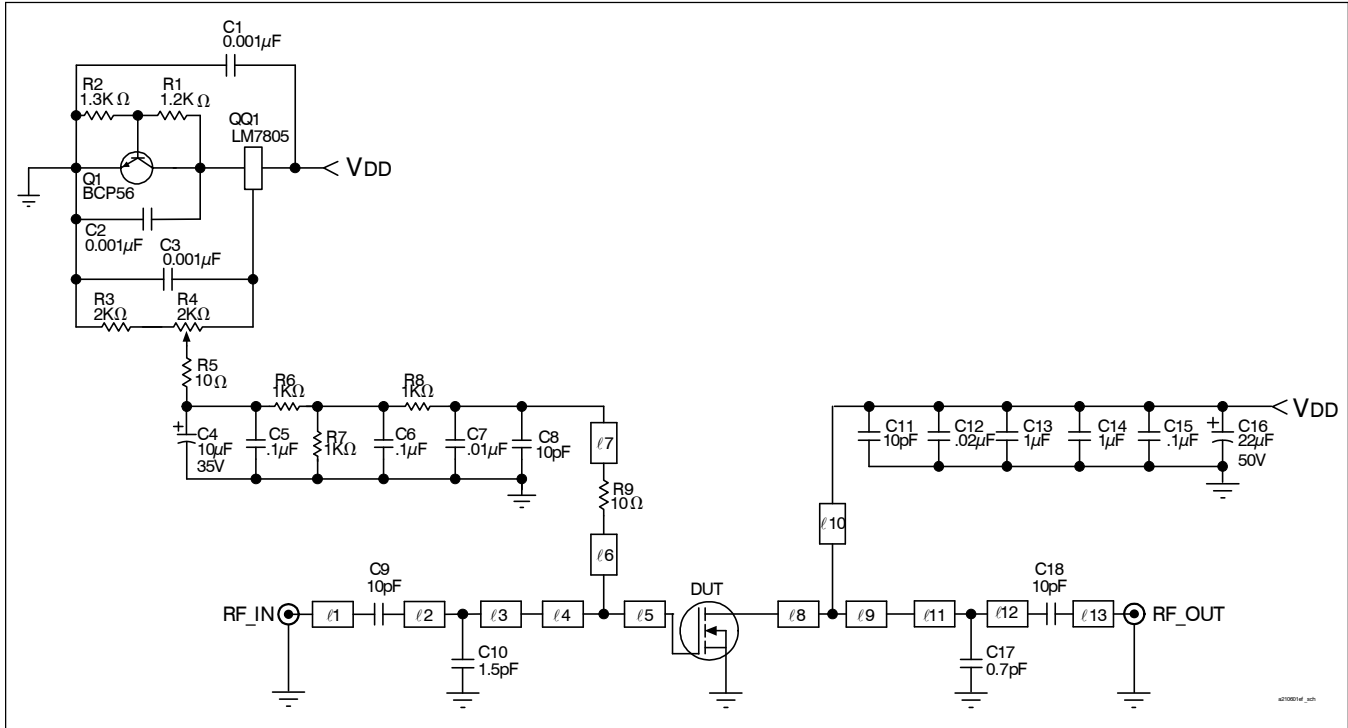 C1
0.001µF
R2
1.3K Ω
R1
1.2K Ω
QQ1
LM7805
VDD
Q1
BCP56
C2
0.001µF
C3
0.001µF
R3
2KΩ
R4
2KΩ
R5
10 Ω
R6
1KΩ
R8
1KΩ
+
C4
10µF
35V
C5
.1µF
R7
1KΩ
C6
.1µF
C7
.01µF
C8
10pF
ℓ7
R9
10 Ω
ℓ6
C11
10pF
C12
.02µF
C13
1µF
C14
1µF
C15
.1µF
+
C16
22µF
50V
VDD
ℓ10
RF_IN
ℓ1
C9
10pF
ℓ2
C10
1.5pF
ℓ3
ℓ4
ℓ5
DUT
ℓ8
ℓ9
ℓ11
C17
0.7pF
ℓ12
C18
10pF
ℓ13
RF_OUT
a210601ef_sch